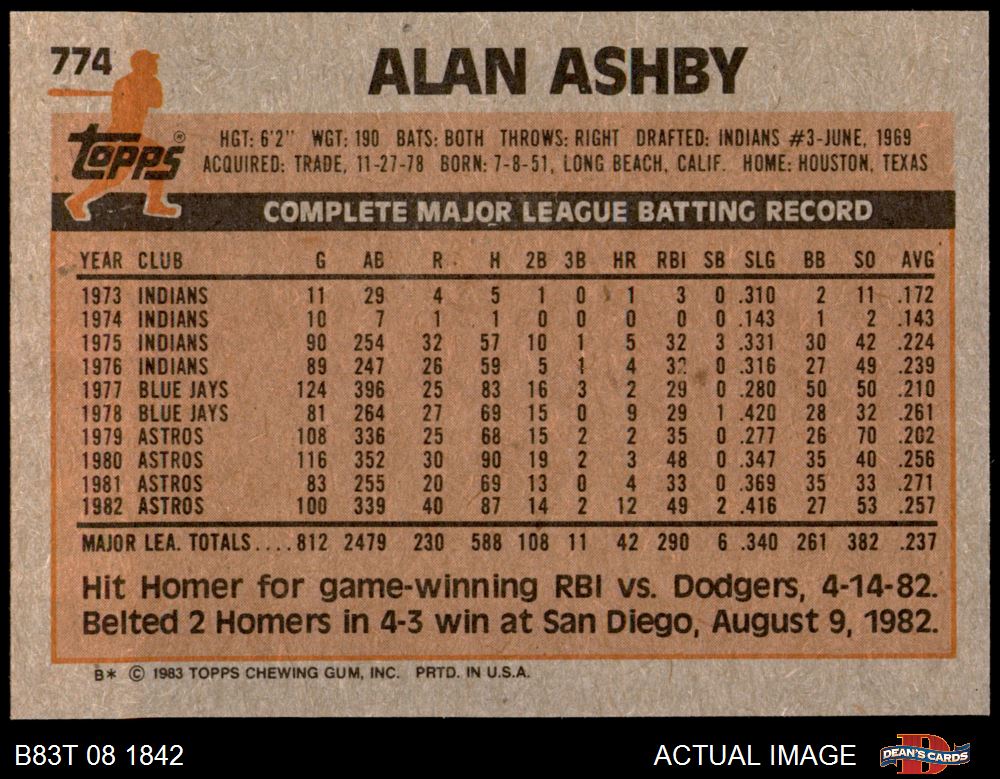 774
ALAN ASHBY
Topps®
HGT: 6'2" WGT: 190 BATS: BOTH THROWS: RIGHT DRAFTED: INDIANS #3-JUNE, 1969
ACQUIRED: TRADE, 11-27-78 BORN: 7-8-51, LONG BEACH, CALIF. HOME: HOUSTON, TEXAS
COMPLETE MAJOR LEAGUE BATTING RECORD
YEAR CLUB G AB R H 2B 3B HR RBI SB SLG BB SO AVG
1973 INDIANS 11 29 4 5 1 0 1 3 0 .310 2 11 .172
1974 INDIANS 10 7 1 1 0 0 0 0 0 .143 1 2 .143
1975 INDIANS 90 254 32 57 10 1 5 32 3 .331 30 42 .224
1976 INDIANS 89 247 26 59 5 1 4 32 0 .316 27 49 .239
1977 BLUE JAYS 124 396 25 83 16 3 2 29 0 .280 50 50 .210
1978 BLUE JAYS 81 264 27 69 15 0 9 29 1 .420 28 32 .261
1979 ASTROS 108 336 25 68 15 2 2 35 0 .277 26 70 .202
1980 ASTROS 116 352 30 90 19 2 3 48 0 .347 35 40 .256
1981 ASTROS 83 255 20 69 13 0 4 33 0 .369 35 33 .271
1982 ASTROS 100 339 40 87 14 2 12 49 2 .416 27 53 .257
MAJOR LEA. TOTALS....812 2479 230 588 108 11 42 290 6 .340 261 382 .237
Hit Homer for game-winning RBI vs. Dodgers, 4-14-82.
Belted 2 Homers in 4-3 win at San Diego, August 9, 1982.
B* © 1983 TOPPS CHEWING GUM, INC. PRTD. IN U.S.A.
B83T 08 1842 ACTUAL IMAGE D DEAN'S CARDS